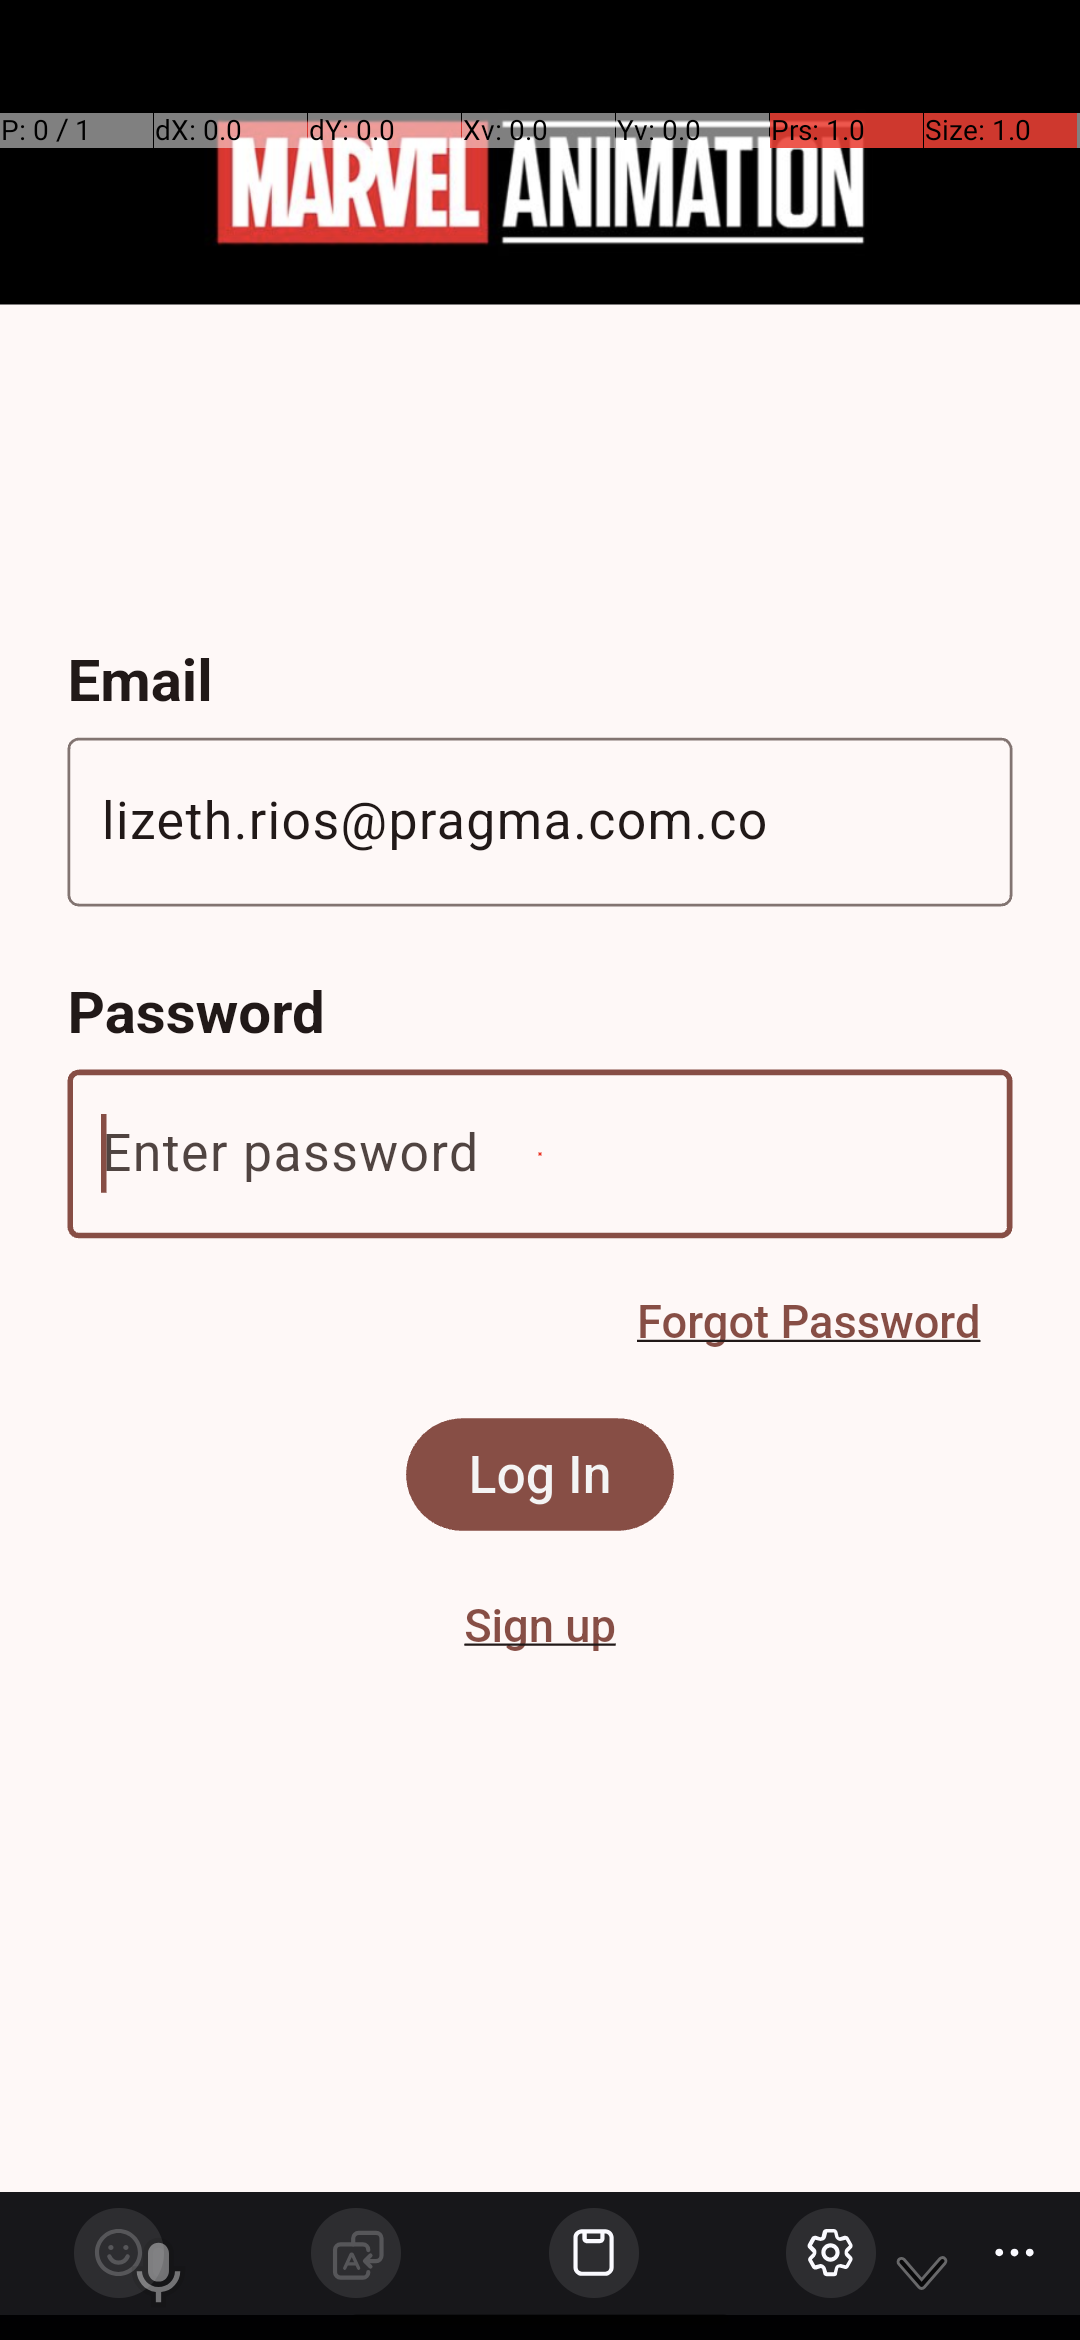 P: 0 / 1 dX: 0.0 dY: 0.0 Xv: 0.0 Yv: 0.0 Prs: 1.0 Size: 1.0
MARVEL ANIMATION
Email
lizeth.rios@pragma.com.co
Password
Enter password
Forgot Password
Log In
Sign up